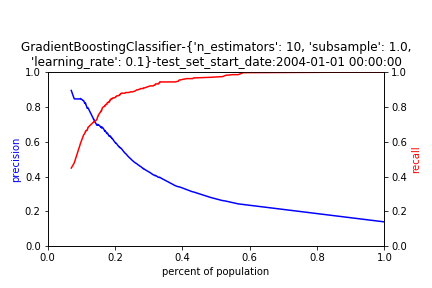 GradientBoostingClassifier-{'n_estimators': 10, 'subsample': 1.0,
'learning_rate': 0.1}-test_set_start_date:2004-01-01 00:00:00
1.0
0.8
0.6
0.4
0.2
0.0
precision
1.0
0.8
0.6
0.4
0.2
0.0
recall
0.0 0.2 0.4 0.6 0.8 1.0
percent of population